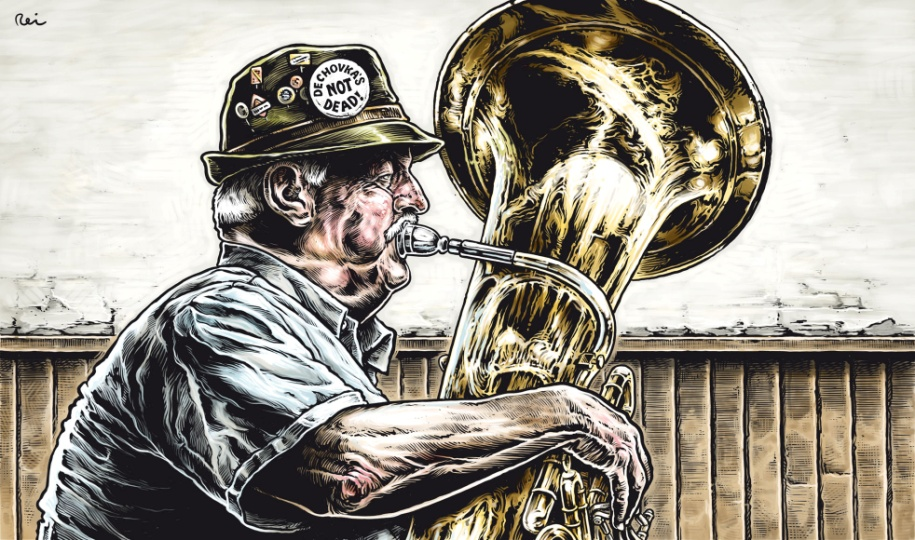 Rei
DECHOVKA'S
NOT
DEAD!